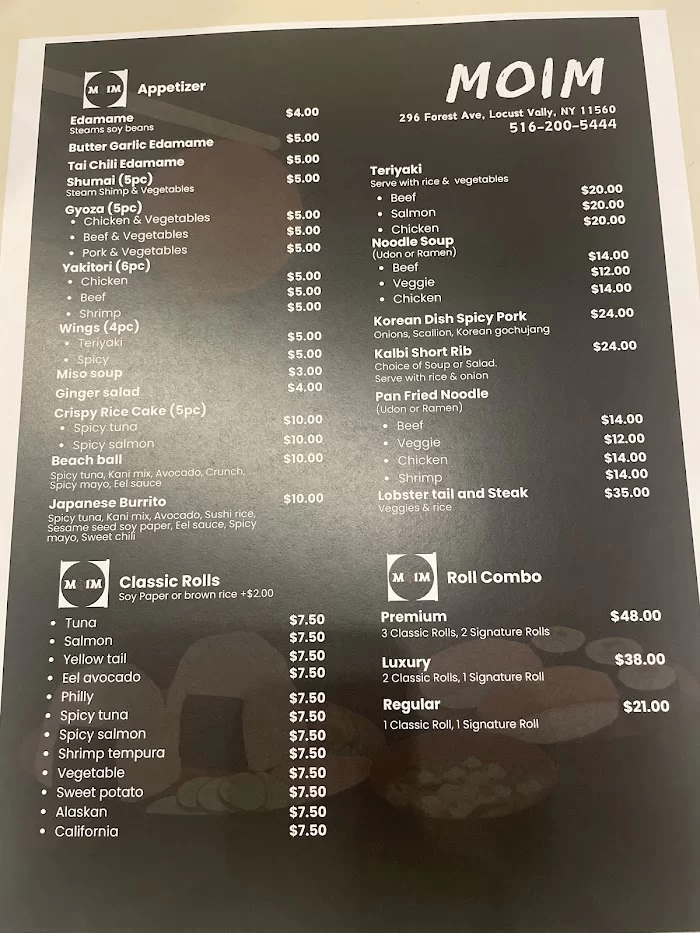 M IM Appetizer
Edamame $4.00
Steams soy beans
Butter Garlic Edamame $5.00
Tai Chili Edamame $5.00
Shumai (5pc) $5.00
Steam Shimp & Vegetables
Gyoza (5pc)
• Chicken & Vegetables $5.00
• Beef & Vegetables $5.00
• Pork & Vegetables $5.00
Yakitori (6pc)
• Chicken $5.00
• Beef $5.00
• Shrimp $5.00
Wings (4pc)
• Teriyaki $5.00
• Spicy $5.00
Miso soup $3.00
Ginger salad $4.00
Crispy Rice Cake (5pc)
• Spicy tuna $10.00
• Spicy salmon $10.00
Beach ball $10.00
Spicy tuna, Kani mix, Avocado, Crunch,
Spicy mayo, Eel sauce
Japanese Burrito $10.00
Spicy tuna, Kani mix, Avocado, Sushi rice,
Sesame seed soy paper, Eel sauce, Spicy
mayo, Sweet chili
M IM Classic Rolls
Soy Paper or brown rice +$2.00
• Tuna $7.50
• Salmon $7.50
• Yellow tail $7.50
• Eel avocado $7.50
• Philly $7.50
• Spicy tuna $7.50
• Spicy salmon $7.50
• Shrimp tempura $7.50
• Vegetable $7.50
• Sweet potato $7.50
• Alaskan $7.50
• California $7.50
MOIM
296 Forest Ave, Locust Vally, NY 11560
516-200-5444
Teriyaki
Serve with rice & vegetables
• Beef $20.00
• Salmon $20.00
• Chicken $20.00
Noodle Soup
(Udon or Ramen)
• Beef $14.00
• Veggie $12.00
• Chicken $14.00
Korean Dish Spicy Pork $24.00
Onions, Scallion, Korean gochujang
Kalbi Short Rib $24.00
Choice of Soup or Salad.
Serve with rice & onion
Pan Fried Noodle
(Udon or Ramen)
• Beef $14.00
• Veggie $12.00
• Chicken $14.00
• Shrimp $14.00
Lobster tail and Steak $35.00
Veggies & rice
M IM Roll Combo
Premium $48.00
3 Classic Rolls, 2 Signature Rolls
Luxury $38.00
2 Classic Rolls, 1 Signature Roll
Regular $21.00
1 Classic Roll, 1 Signature Roll